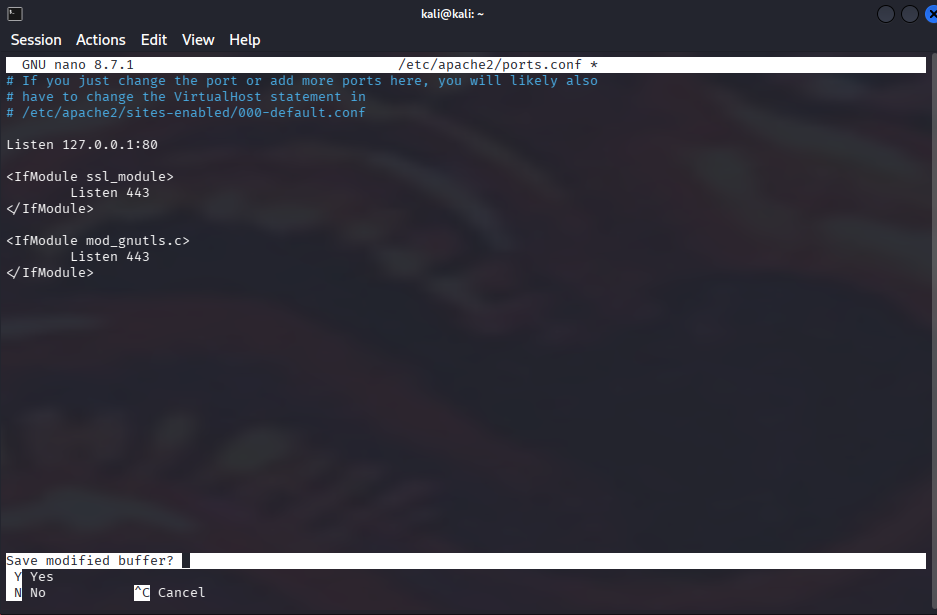 kali@kali: ~
Session Actions Edit View Help
GNU nano 8.7.1 /etc/apache2/ports.conf *
# If you just change the port or add more ports here, you will likely also
# have to change the VirtualHost statement in
# /etc/apache2/sites-enabled/000-default.conf
Listen 127.0.0.1:80
<IfModule ssl_module>
Listen 443
</IfModule>
<IfModule mod_gnutls.c>
Listen 443
</IfModule>
Save modified buffer?
Y Yes
N No ^C Cancel